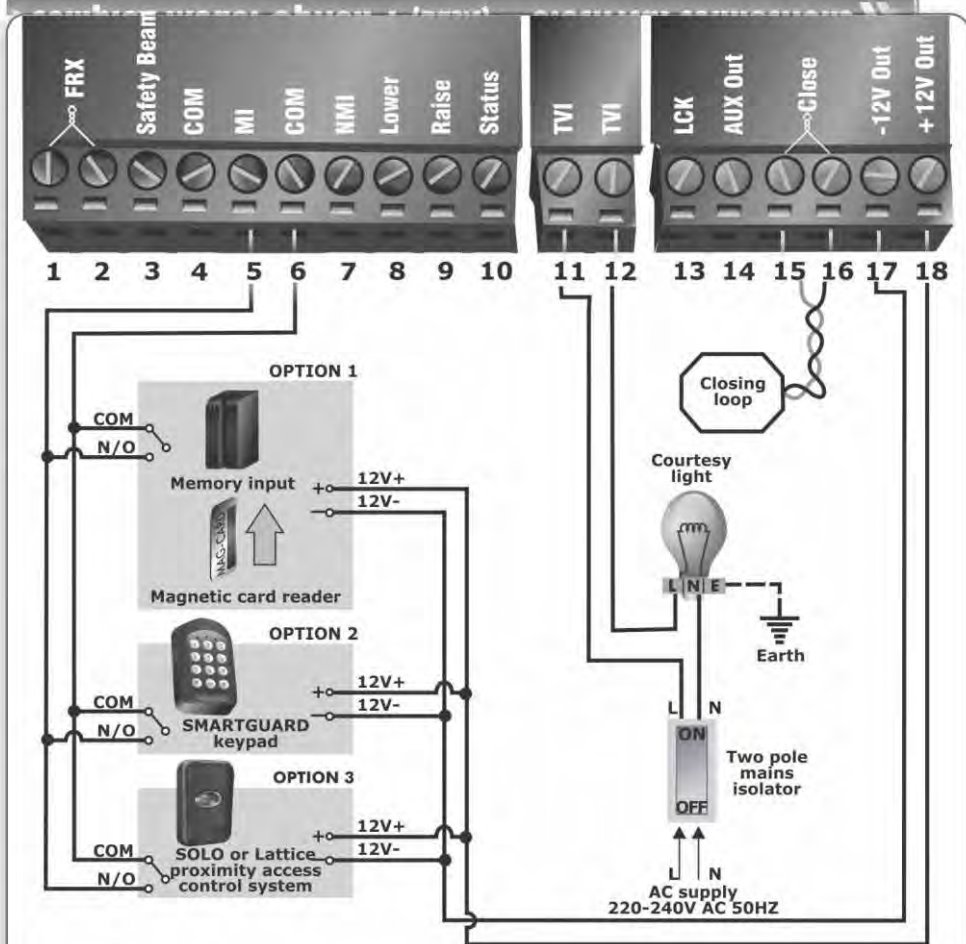 FRX
Safety Beam
COM
MI
COM
NMI
Lower
Raise
Status
TVI
TVI
LCK
AUX Out
Close
-12V Out
+12V Out
1 2 3 4 5 6 7 8 9 10 11 12 13 14 15 16 17 18
OPTION 1
COM
N/O
Memory input
12V+
12V-
MAG-CARD
Magnetic card reader
Closing
loop
Courtesy
light
L N E
Earth
OPTION 2
COM
N/O
12V+
12V-
SMARTGUARD
keypad
L N
ON
OFF
Two pole
mains
isolator
OPTION 3
COM
N/O
12V+
12V-
SOLO or Lattice
proximity access
control system
L N
AC supply
220-240V AC 50HZ